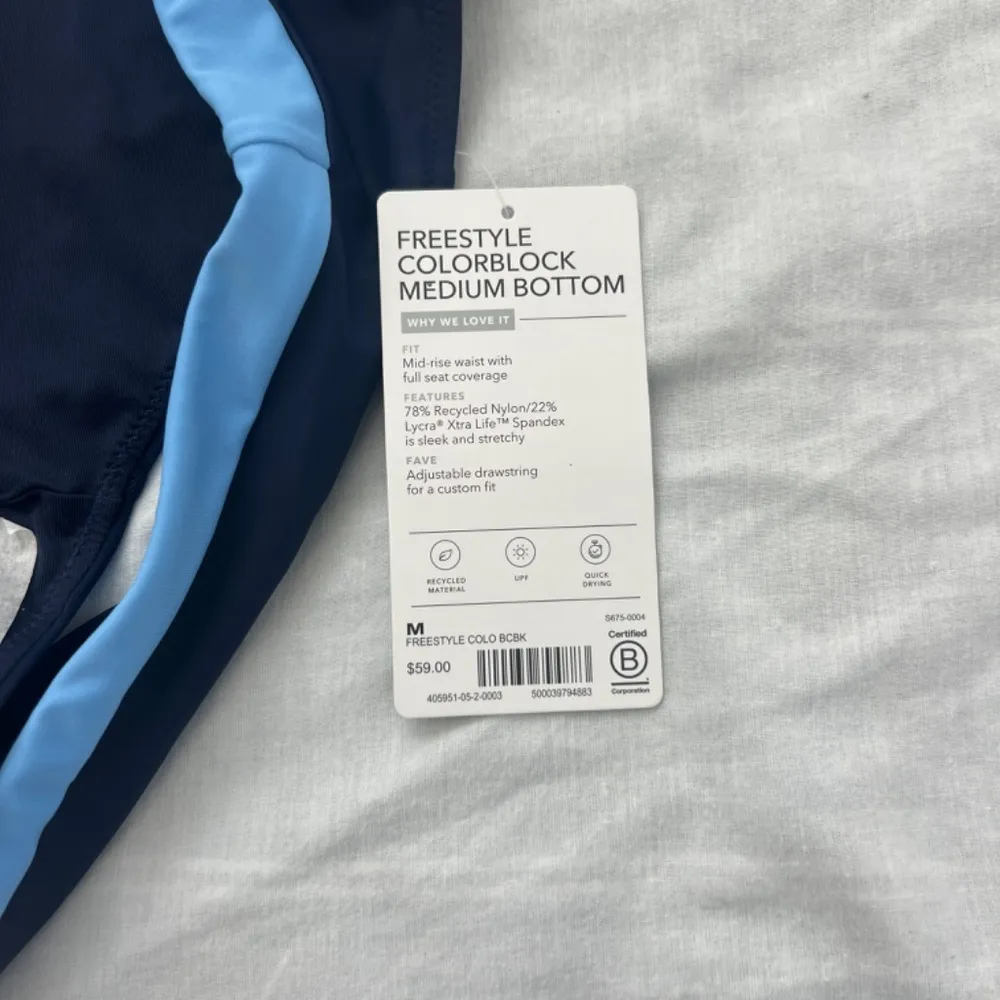 FREESTYLE
COLORBLOCK
MEDIUM BOTTOM
WHY WE LOVE IT
FIT
Mid-rise waist with
full seat coverage
FEATURES
78% Recycled Nylon/22%
Lycra® Xtra Life™ Spandex
is sleek and stretchy
FAVE
Adjustable drawstring
for a custom fit
RECYCLED
MATERIAL
UPF
QUICK
DRYING
S675-0004
M
FREESTYLE COLO BCBK
$59.00
405951-05-2-0003
500039794883
Certified
B
Corporation